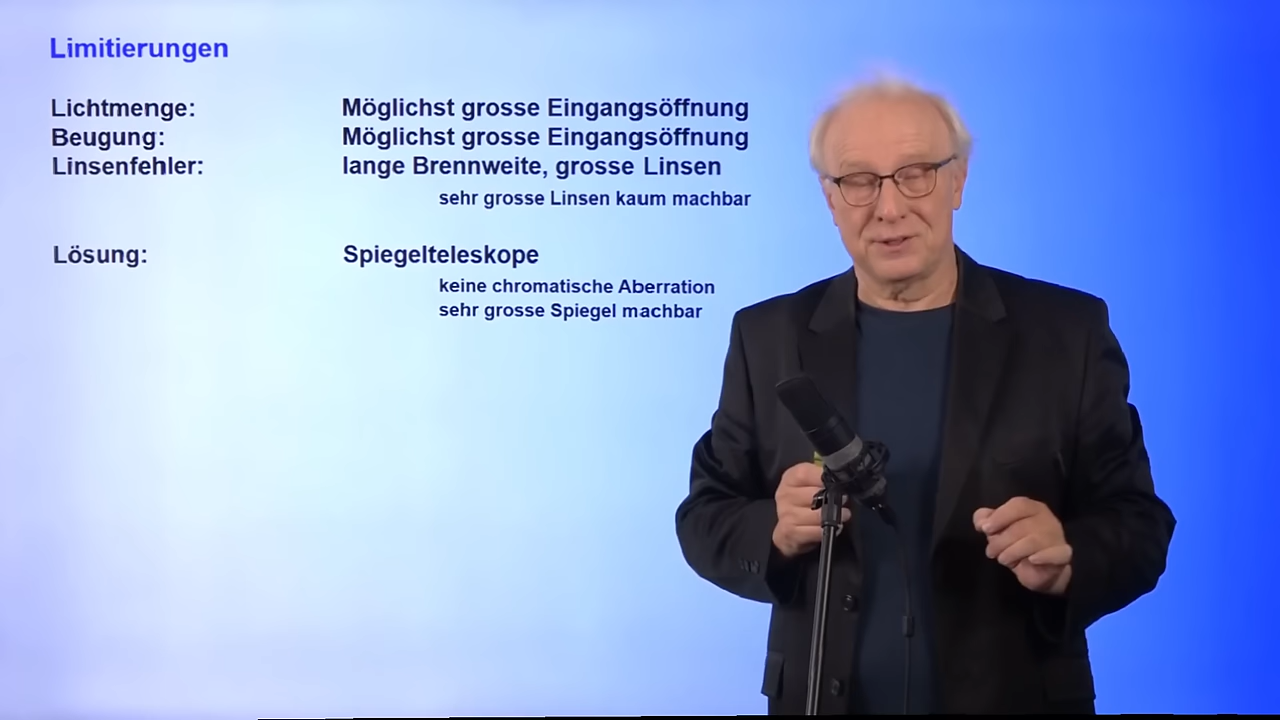 Limitierungen
Lichtmenge: Möglichst grosse Eingangsöffnung
Beugung: Möglichst grosse Eingangsöffnung
Linsenfehler: lange Brennweite, grosse Linsen
sehr grosse Linsen kaum machbar
Lösung: Spiegelteleskope
keine chromatische Aberration
sehr grosse Spiegel machbar